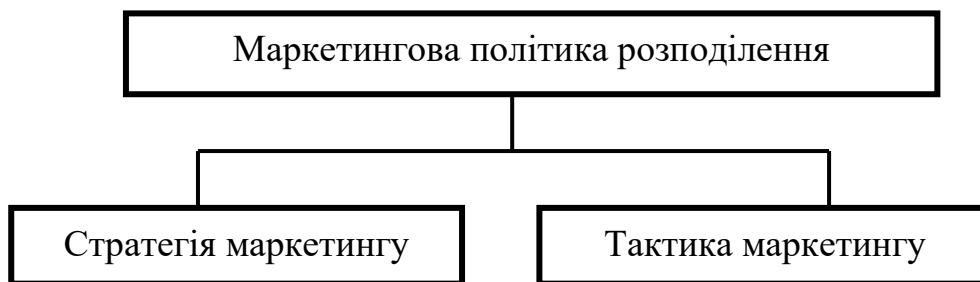 Маркетингова політика розподілення
Стратегія маркетингу
Тактика маркетингу